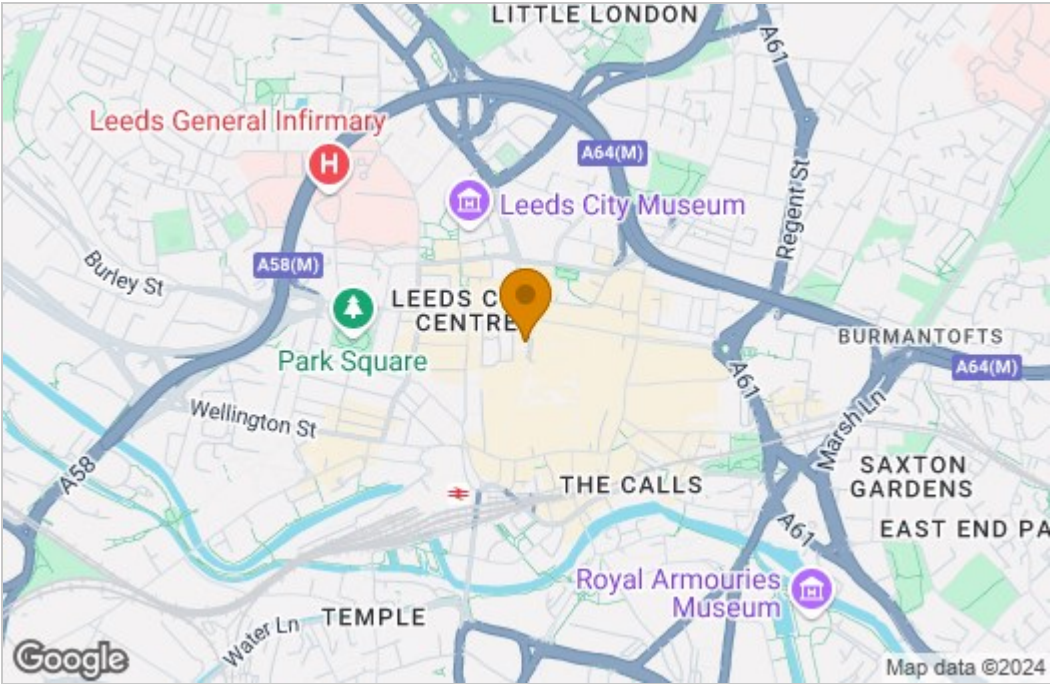 LITTLE LONDON
A61
Leeds General Infirmary
H
A64(M)
Leeds City Museum
Regent St
A58(M)
Burley St
LEEDS C
CENTRE
Park Square
BURMANTOFTS
A64(M)
A61
Wellington St
Marsh Ln
A58
THE CALLS
SAXTON
GARDENS
A61
EAST END PA
Royal Armouries
Museum
TEMPLE
Water Ln
Google
Map data ©2024